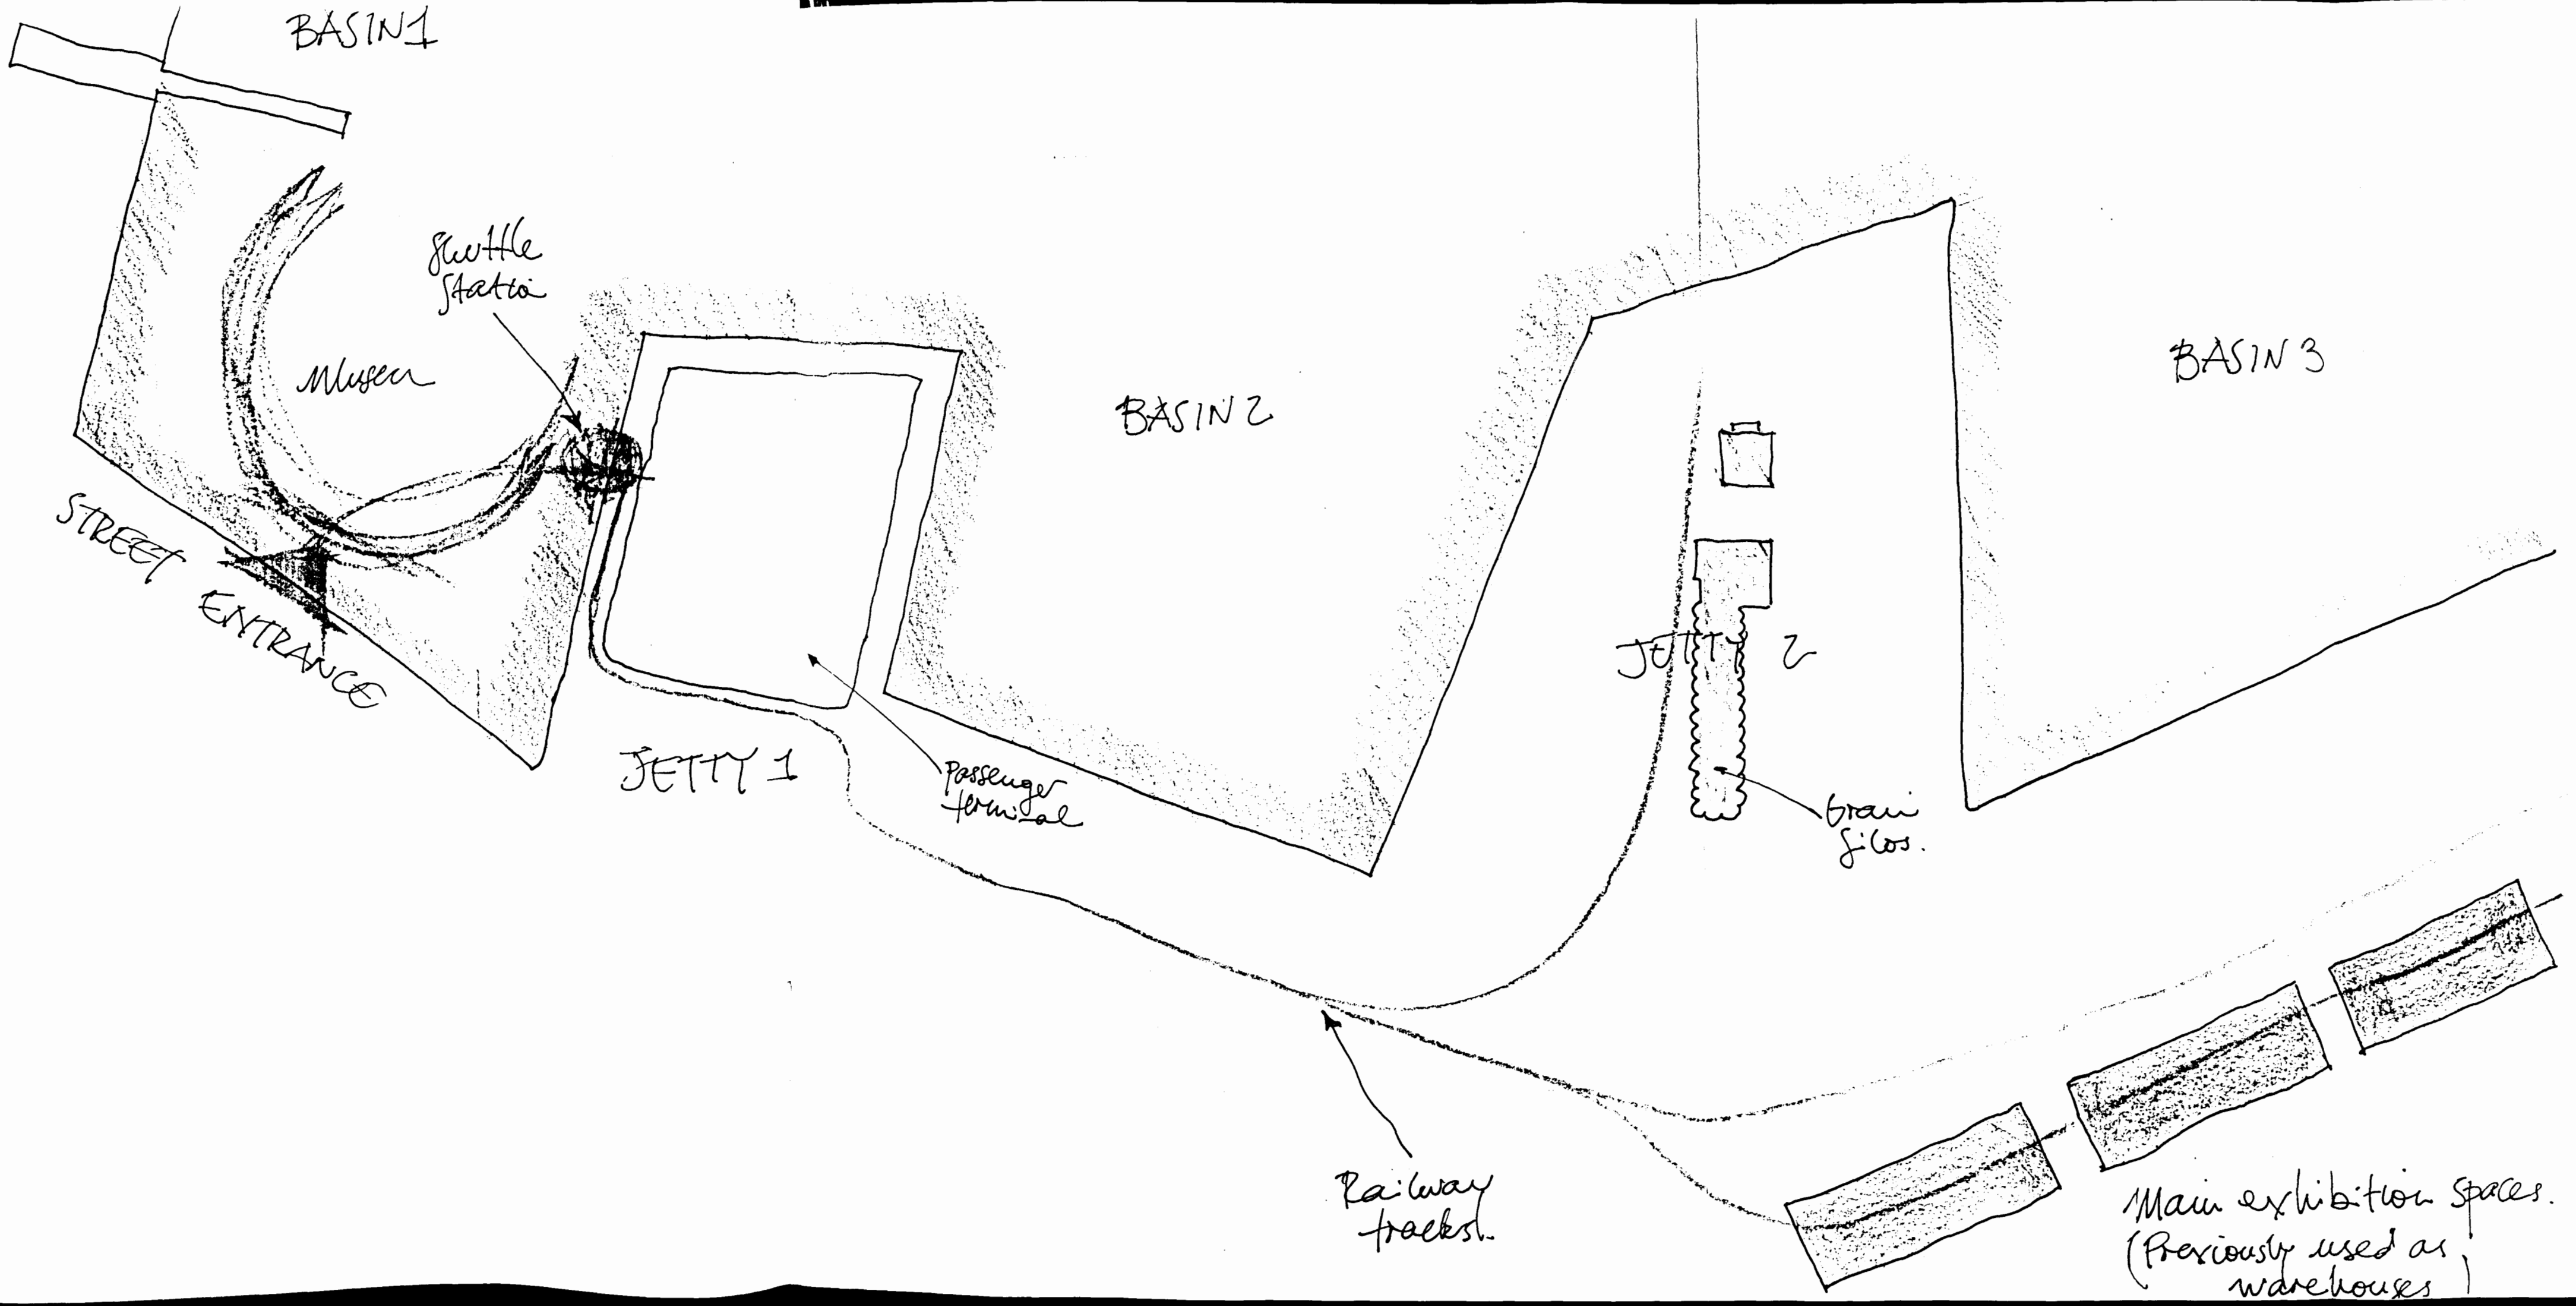 BASIN 1
Shuttle
Station
Museu
BASIN 2
BASIN 3
STREET ENTRANCE
JETTY 1
passenger
terminal
JETTY 2
Grain
Silos.
Railway
tracks.
Main exhibition spaces.
(Previously used as
warehouses)